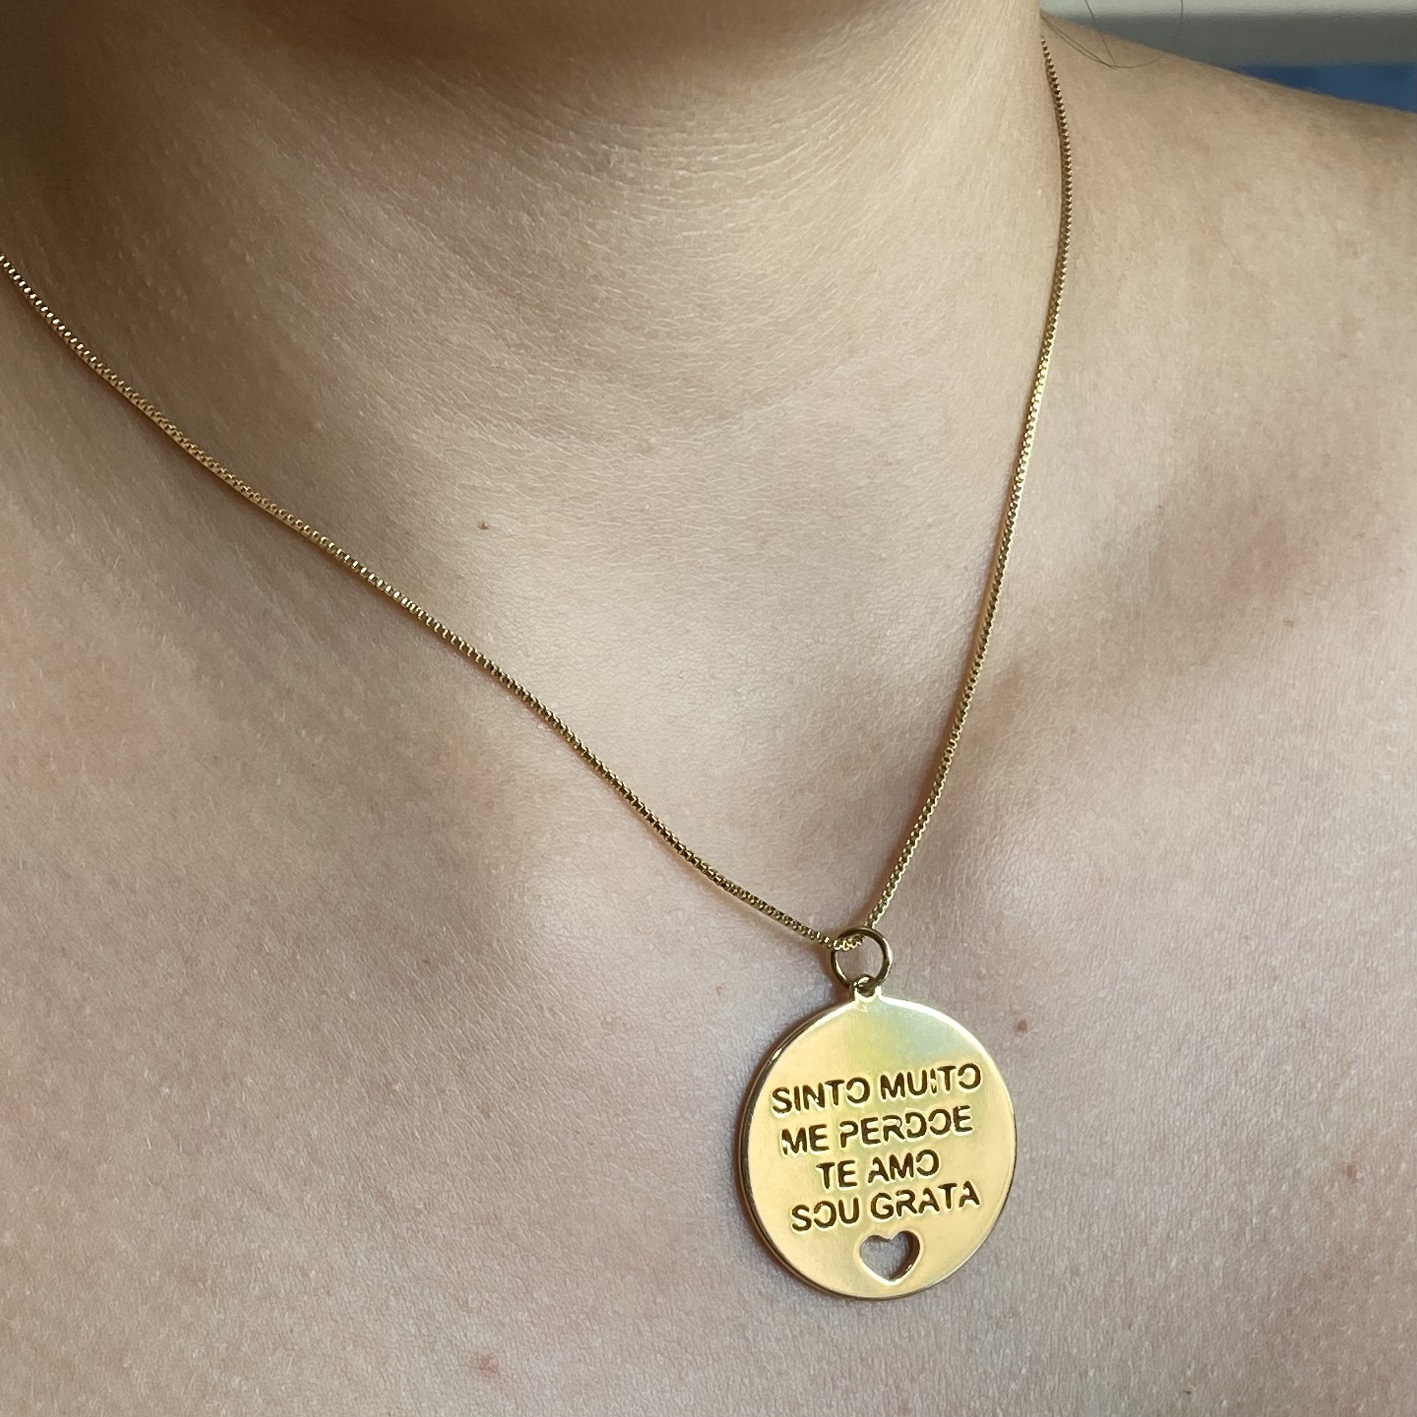 SINTO MUITO
ME PERDOE
TE AMO
SOU GRATA